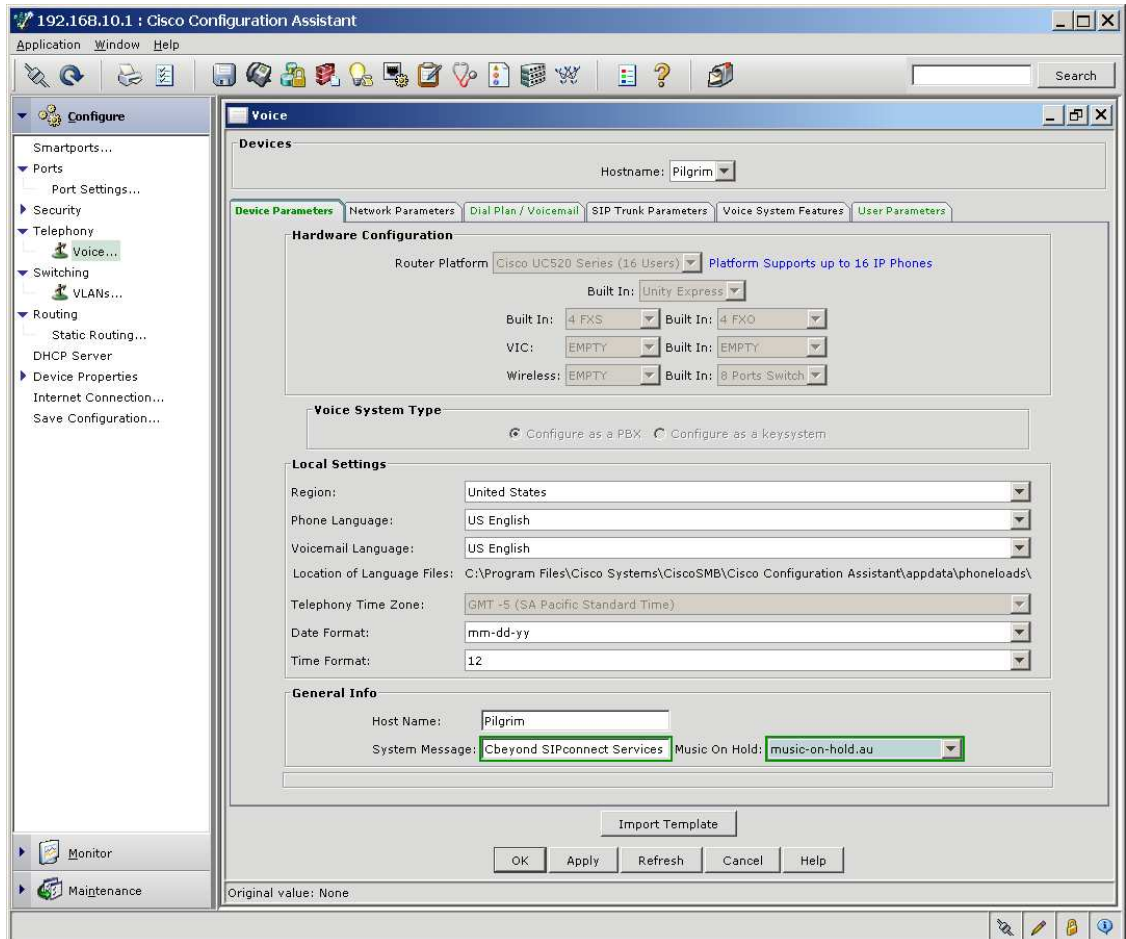 192.168.10.1 : Cisco Configuration Assistant
Application Window Help
Search
Configure
Smartports...
Ports
Port Settings...
Security
Telephony
Voice...
Switching
VLANs...
Routing
Static Routing...
DHCP Server
Device Properties
Internet Connection...
Save Configuration...
Monitor
Maintenance
Voice
Devices
Hostname: Pilgrim
Device Parameters Network Parameters Dial Plan / Voicemail SIP Trunk Parameters Voice System Features User Parameters
Hardware Configuration
Router Platform Cisco UC520 Series (16 Users) Platform Supports up to 16 IP Phones
Built In: Unity Express
Built In: 4 FXS Built In: 4 FXO
VIC: EMPTY Built In: EMPTY
Wireless: EMPTY Built In: 8 Ports Switch
Voice System Type
Configure as a PBX Configure as a keysystem
Local Settings
Region: United States
Phone Language: US English
Voicemail Language: US English
Location of Language Files: C:\Program Files\Cisco Systems\CiscoSMB\Cisco Configuration Assistant\appdata\phoneloads\
Telephony Time Zone: GMT -5 (SA Pacific Standard Time)
Date Format: mm-dd-yy
Time Format: 12
General Info
Host Name: Pilgrim
System Message: Cbeyond SIPconnect Services Music On Hold: music-on-hold.au
Import Template
OK Apply Refresh Cancel Help
Original value: None